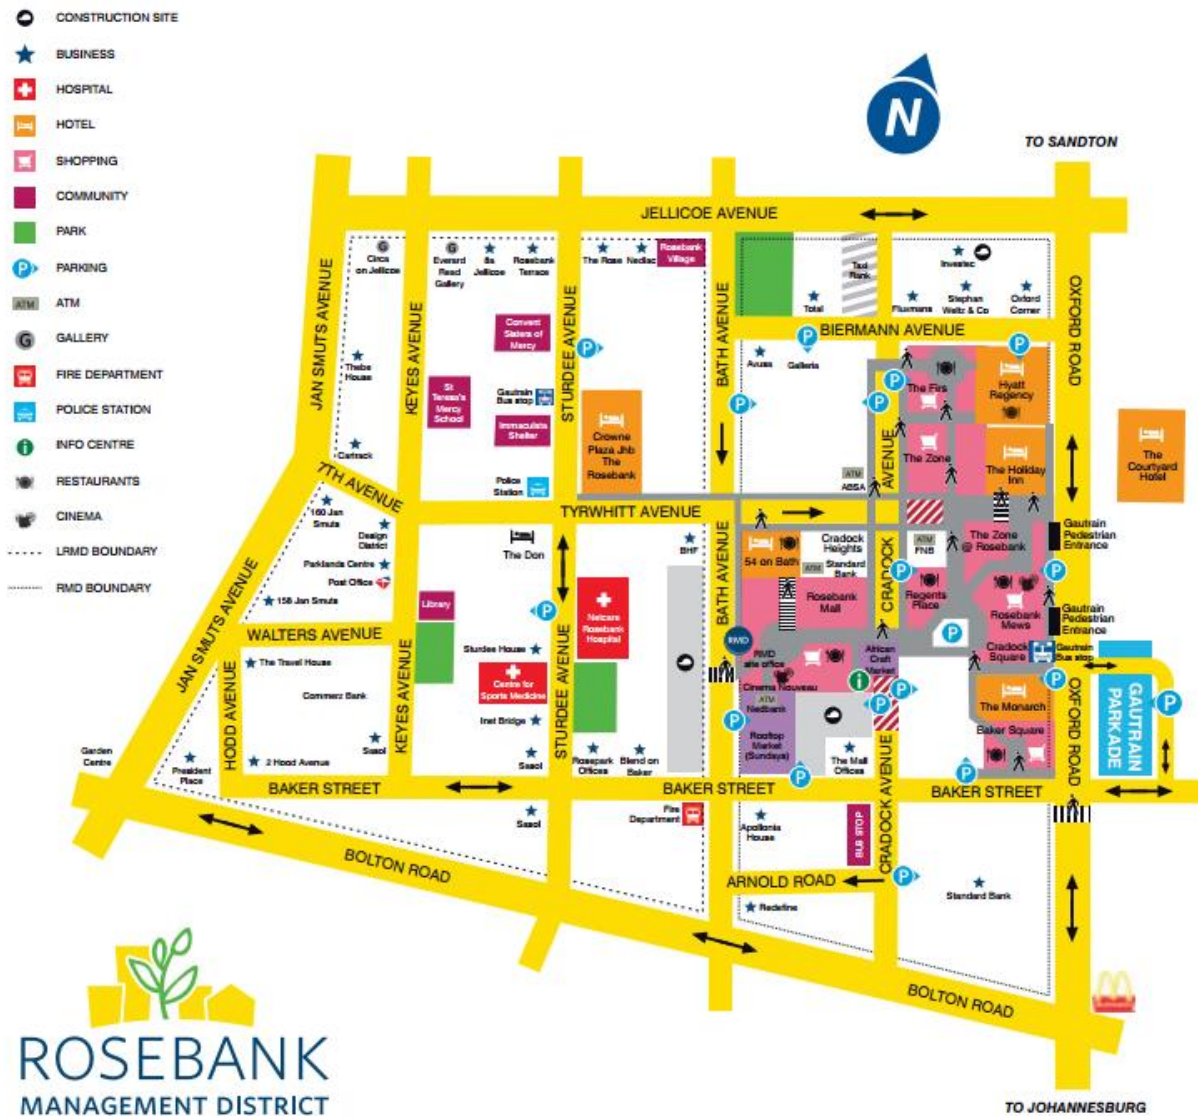 CONSTRUCTION SITE
BUSINESS
HOSPITAL
HOTEL
SHOPPING
COMMUNITY
PARK
P
PARKING
ATM
ATM
G
GALLERY
FIRE DEPARTMENT
POLICE STATION
i
INFO CENTRE
RESTAURANTS
CINEMA
LRMD BOUNDARY
RMD BOUNDARY
N
TO SANDTON
JELLICOE AVENUE
JAN SMUTS AVENUE
KEYES AVENUE
STURDEE AVENUE
BATH AVENUE
OXFORD ROAD
G
Circa
on Jellicoe
G
Everard
Read
Gallery
8a
Jellicoe
Rosebank
Terrace
The Rose
Nedlac
Rosebank
Village
Taxi
Rank
Total
Investec
Fluxmans
Stephan
Weltz & Co
Oxford
Corner
BIERMANN AVENUE
Convent
Sisters of
Mercy
Thebe
House
P
Avusa
Galleria
P
P
P
P
P
The Firs
Hyatt
Regency
St
Teresa's
Mercy
School
Gautrain
Bus stop
Immaculata
Shelter
Crowne
Plaza Jhb
The
Rosebank
AVENUE
The Zone
The Holiday
Inn
The
Courtyard
Hotel
Cartrack
7TH AVENUE
Police
Station
ATM
ABSA
TYRWHITT AVENUE
160 Jan
Smuts
Design
District
The Don
BHF
BATH AVENUE
54 on Bath
Cradock
Heights
ATM
Standard
Bank
CRADOCK
ATM
FNB
The Zone
@ Rosebank
Gautrain
Pedestrian
Entrance
Parklands Centre
Post Office
158 Jan Smuts
Library
P
Netcare
Rosebank
Hospital
Rosebank
Mall
P
Regents
Place
P
Rosebank
Mews
Gautrain
Pedestrian
Entrance
JAN SMUTS AVENUE
WALTERS AVENUE
HODD AVENUE
KEYES AVENUE
STURDEE AVENUE
The Travel House
Commerz Bank
Sturdee House
Centre for
Sports Medicine
Inet Bridge
RMD
RMD
site office
African
Craft
Market
P
Cradock
Square
Gautrain
Bus stop
Cinema Nouveau
i
ATM
Nedbank
P
P
P
P
The Monarch
P
GAUTRAIN
PARKADE
OXFORD ROAD
Rooftop
Market
(Sundays)
Baker Square
Garden
Centre
President
Place
2 Hood Avenue
Sasol
Sasol
Rosepark
Offices
Blend on
Baker
The Mall
Offices
P
P
CRADOCK AVENUE
BAKER STREET
BAKER STREET
BAKER STREET
Sasol
Fire
Department
Apollonia
House
BUS STOP
BOLTON ROAD
ARNOLD ROAD
P
Standard Bank
Redefine
BOLTON ROAD
ROSEBANK
MANAGEMENT DISTRICT
TO JOHANNESBURG